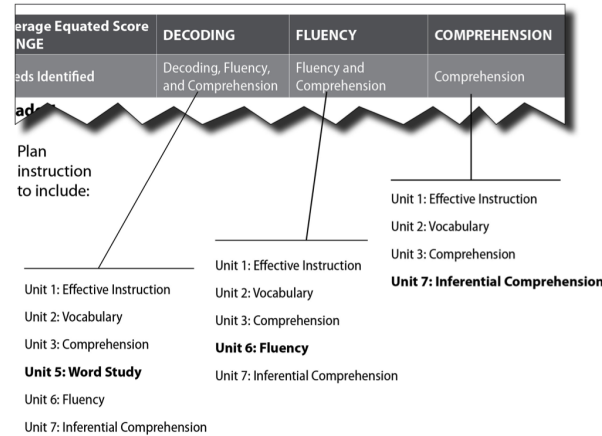 erage Equated Score
NGE
DECODING
FLUENCY
COMPREHENSION
eds Identified
Decoding, Fluency,
and Comprehension
Fluency and
Comprehension
Comprehension
ade
Plan
instruction
to include:
Unit 1: Effective Instruction
Unit 2: Vocabulary
Unit 3: Comprehension
Unit 5: Word Study
Unit 6: Fluency
Unit 7: Inferential Comprehension
Unit 1: Effective Instruction
Unit 2: Vocabulary
Unit 3: Comprehension
Unit 6: Fluency
Unit 7: Inferential Comprehension
Unit 1: Effective Instruction
Unit 2: Vocabulary
Unit 3: Comprehension
Unit 7: Inferential Comprehension